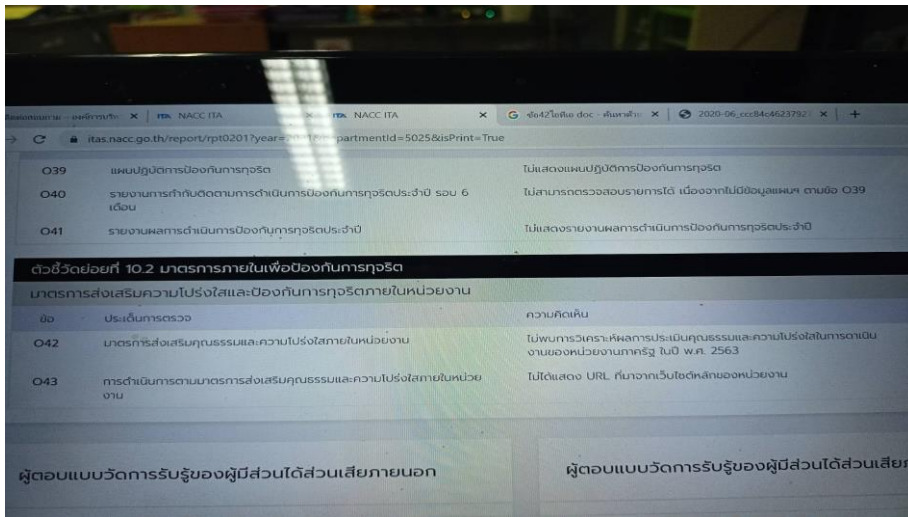 NACC ITA
NACC ITA
ข้อ42ไอทีเอ doc - ค้นหาด้วย
2020-06_ccc84c4623792
itas.nacc.go.th/report/rpt0201?year=2021& partmentId=5025&isPrint=True
O39 แผนปฏิบัติการป้องกันการทุจริต ไม่แสดงแผนปฏิบัติการป้องกันการทุจริต
O40 รายงานการกำกับติดตามการดำเนินการป้องกันการทุจริตประจำปี รอบ 6 ไม่สามารถตรวจสอบรายการได้ เนื่องจากไม่มีข้อมูลแผนฯ ตามข้อ O39
เดือน
O41 รายงานผลการดำเนินการป้องกันการทุจริตประจำปี ไม่แสดงรายงานผลการดำเนินการป้องกันการทุจริตประจำปี
ตัวชี้วัดย่อยที่ 10.2 มาตรการภายในเพื่อป้องกันการทุจริต
มาตรการส่งเสริมความโปร่งใสและป้องกันการทุจริตภายในหน่วยงาน
ข้อ ประเด็นการตรวจ ความคิดเห็น
O42 มาตรการส่งเสริมคุณธรรมและความโปร่งใสภายในหน่วยงาน ไม่พบการวิเคราะห์ผลการประเมินคุณธรรมและความโปร่งใสในการดำเนิน
งานของหน่วยงานภาครัฐ ในปี พ.ศ. 2563
O43 การดำเนินการตามมาตรการส่งเสริมคุณธรรมและความโปร่งใสภายในหน่วย ไม่ได้แสดง URL ที่มาจากเว็บไซต์หลักของหน่วยงาน
งาน
ผู้ตอบแบบวัดการรับรู้ของผู้มีส่วนได้ส่วนเสียภายนอก ผู้ตอบแบบวัดการรับรู้ของผู้มีส่วนได้ส่วนเสีย